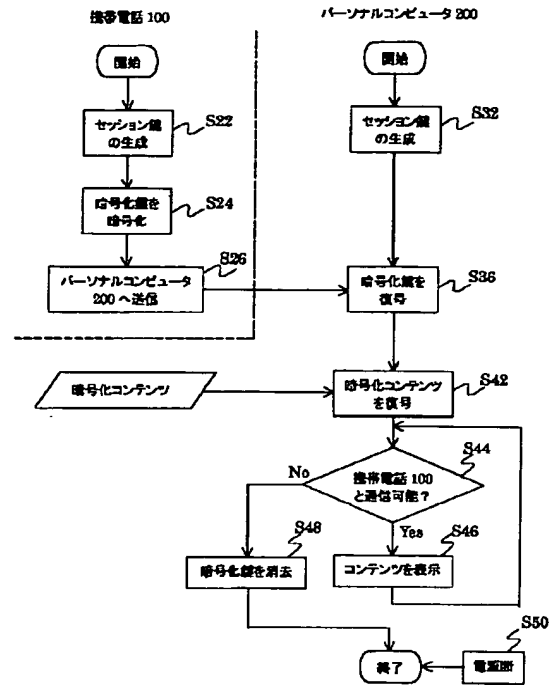 携帯電話 100
パーソナルコンピュータ 200
開始
開始
セッション鍵
の生成
S22
セッション鍵
の生成
S32
暗号化鍵を
暗号化
S24
パーソナルコンピュータ
200 へ送信
S26
暗号化鍵を
復号
S36
暗号化コンテンツ
暗号化コンテンツ
を復号
S42
携帯電話 100
と通信可能？
S44
No
Yes
暗号化鍵を消去
S48
コンテンツを表示
S46
終了
電源断
S50